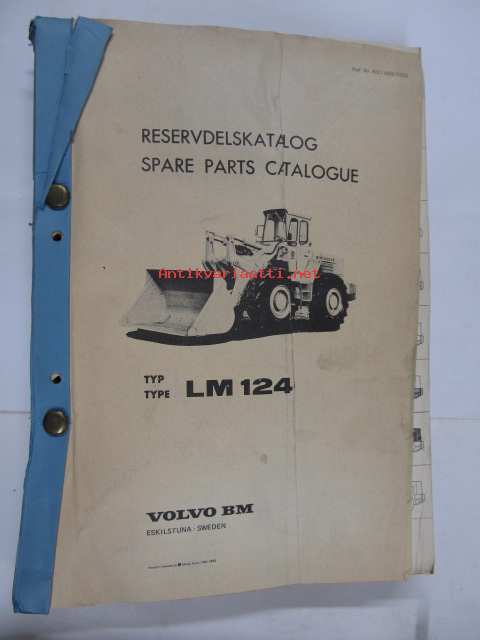 RESERVDELSKATALOG
SPARE PARTS CATALOGUE
Antikvariaatti.net
TYP
TYPE LM 124
VOLVO BM
ESKILSTUNA · SWEDEN